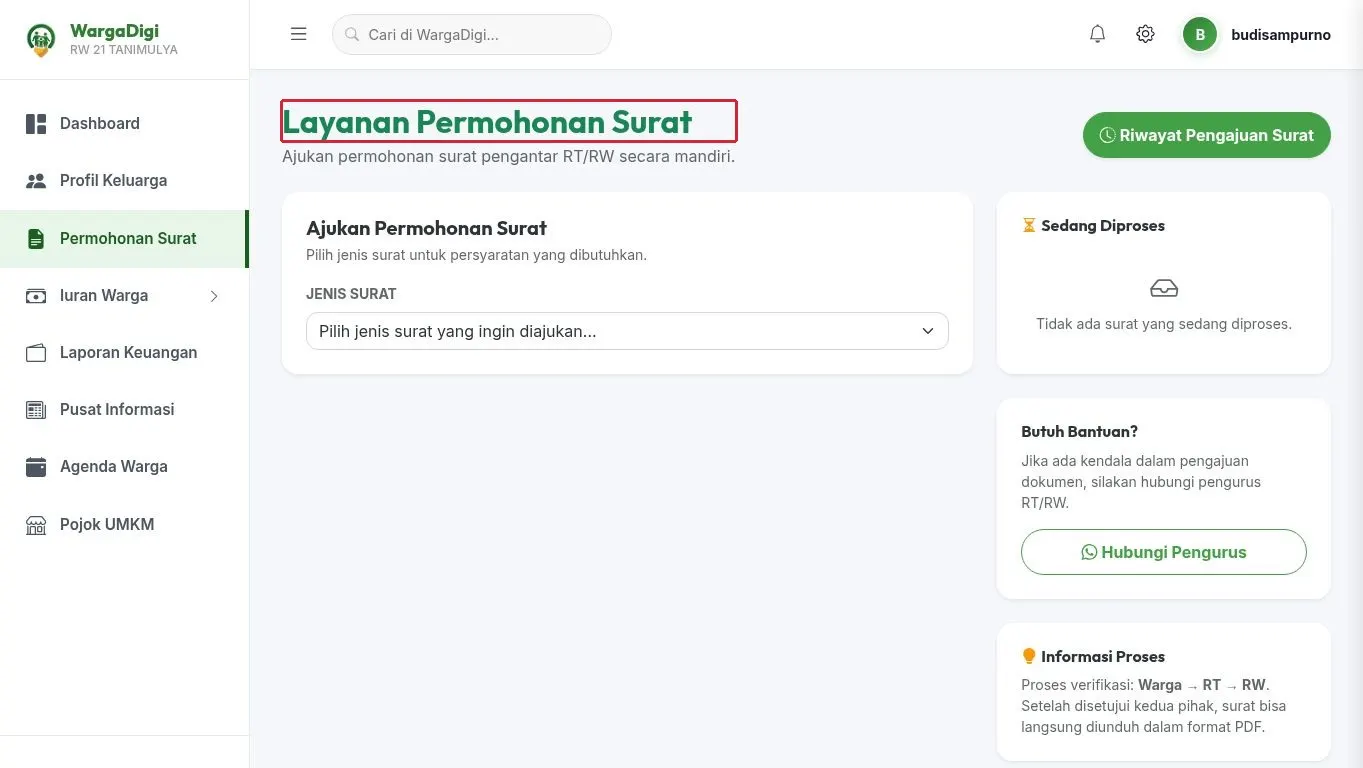 WargaDigi
RW 21 TANIMULYA
Cari di WargaDigi...
B
budisampurno
Dashboard
Profil Keluarga
Permohonan Surat
Iuran Warga
Laporan Keuangan
Pusat Informasi
Agenda Warga
Pojok UMKM
Layanan Permohonan Surat
Ajukan permohonan surat pengantar RT/RW secara mandiri.
Riwayat Pengajuan Surat
Ajukan Permohonan Surat
Pilih jenis surat untuk persyaratan yang dibutuhkan.
JENIS SURAT
Pilih jenis surat yang ingin diajukan...
Sedang Diproses
Tidak ada surat yang sedang diproses.
Butuh Bantuan?
Jika ada kendala dalam pengajuan
dokumen, silakan hubungi pengurus
RT/RW.
Hubungi Pengurus
Informasi Proses
Proses verifikasi: Warga → RT → RW.
Setelah disetujui kedua pihak, surat bisa
langsung diunduh dalam format PDF.